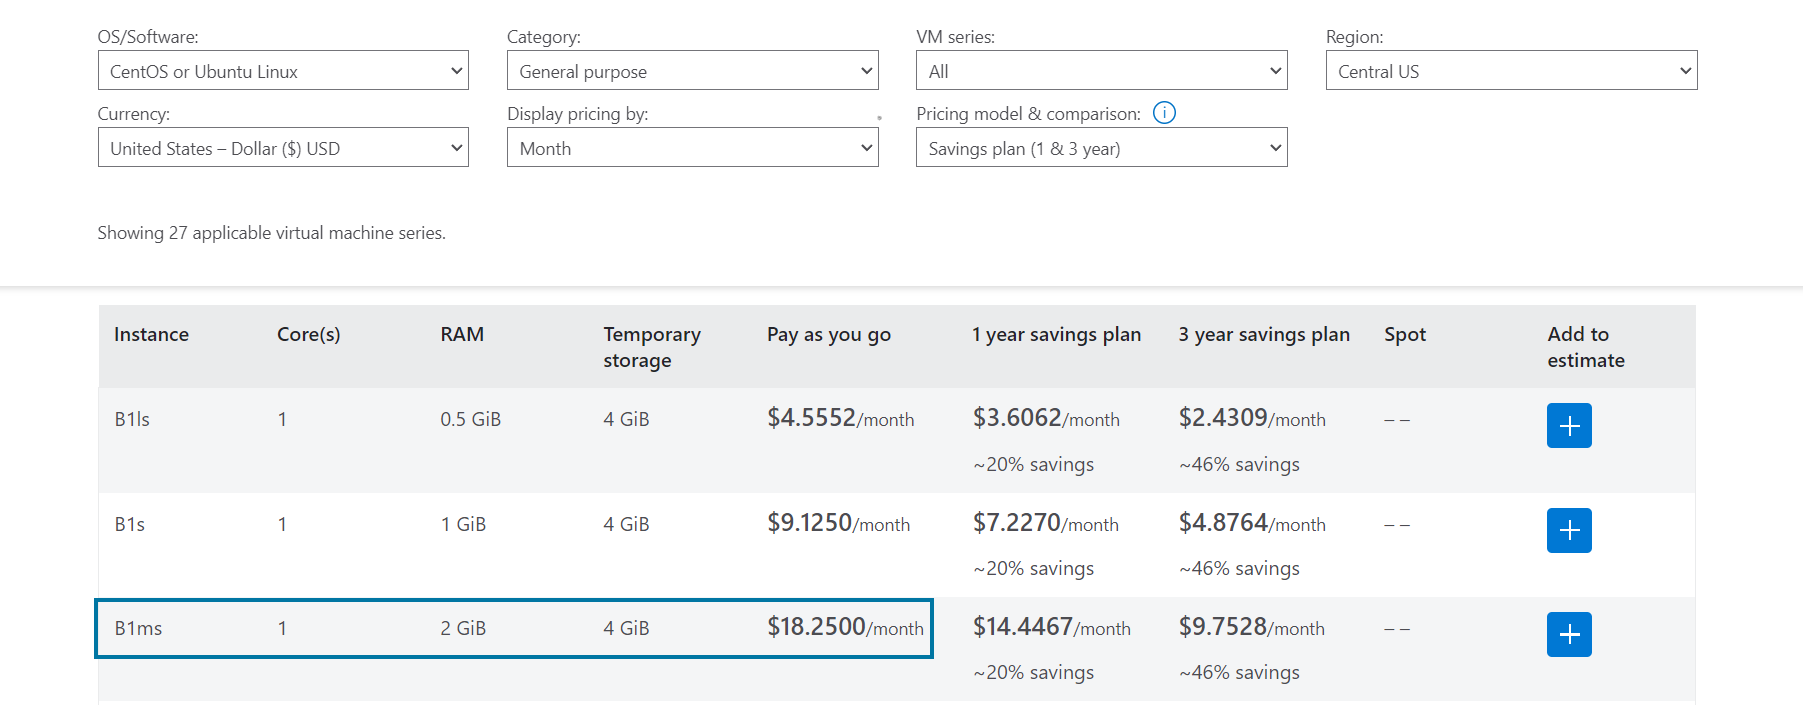 OS/Software: Category: VM series: Region:
CentOS or Ubuntu Linux General purpose All Central US
Currency: Display pricing by: Pricing model & comparison: i
United States – Dollar ($) USD Month Savings plan (1 & 3 year)
Showing 27 applicable virtual machine series.
Instance Core(s) RAM Temporary storage Pay as you go 1 year savings plan 3 year savings plan Spot Add to estimate
B1ls 1 0.5 GiB 4 GiB $4.5552/month $3.6062/month $2.4309/month – –
~20% savings ~46% savings
B1s 1 1 GiB 4 GiB $9.1250/month $7.2270/month $4.8764/month – –
~20% savings ~46% savings
B1ms 1 2 GiB 4 GiB $18.2500/month $14.4467/month $9.7528/month – –
~20% savings ~46% savings